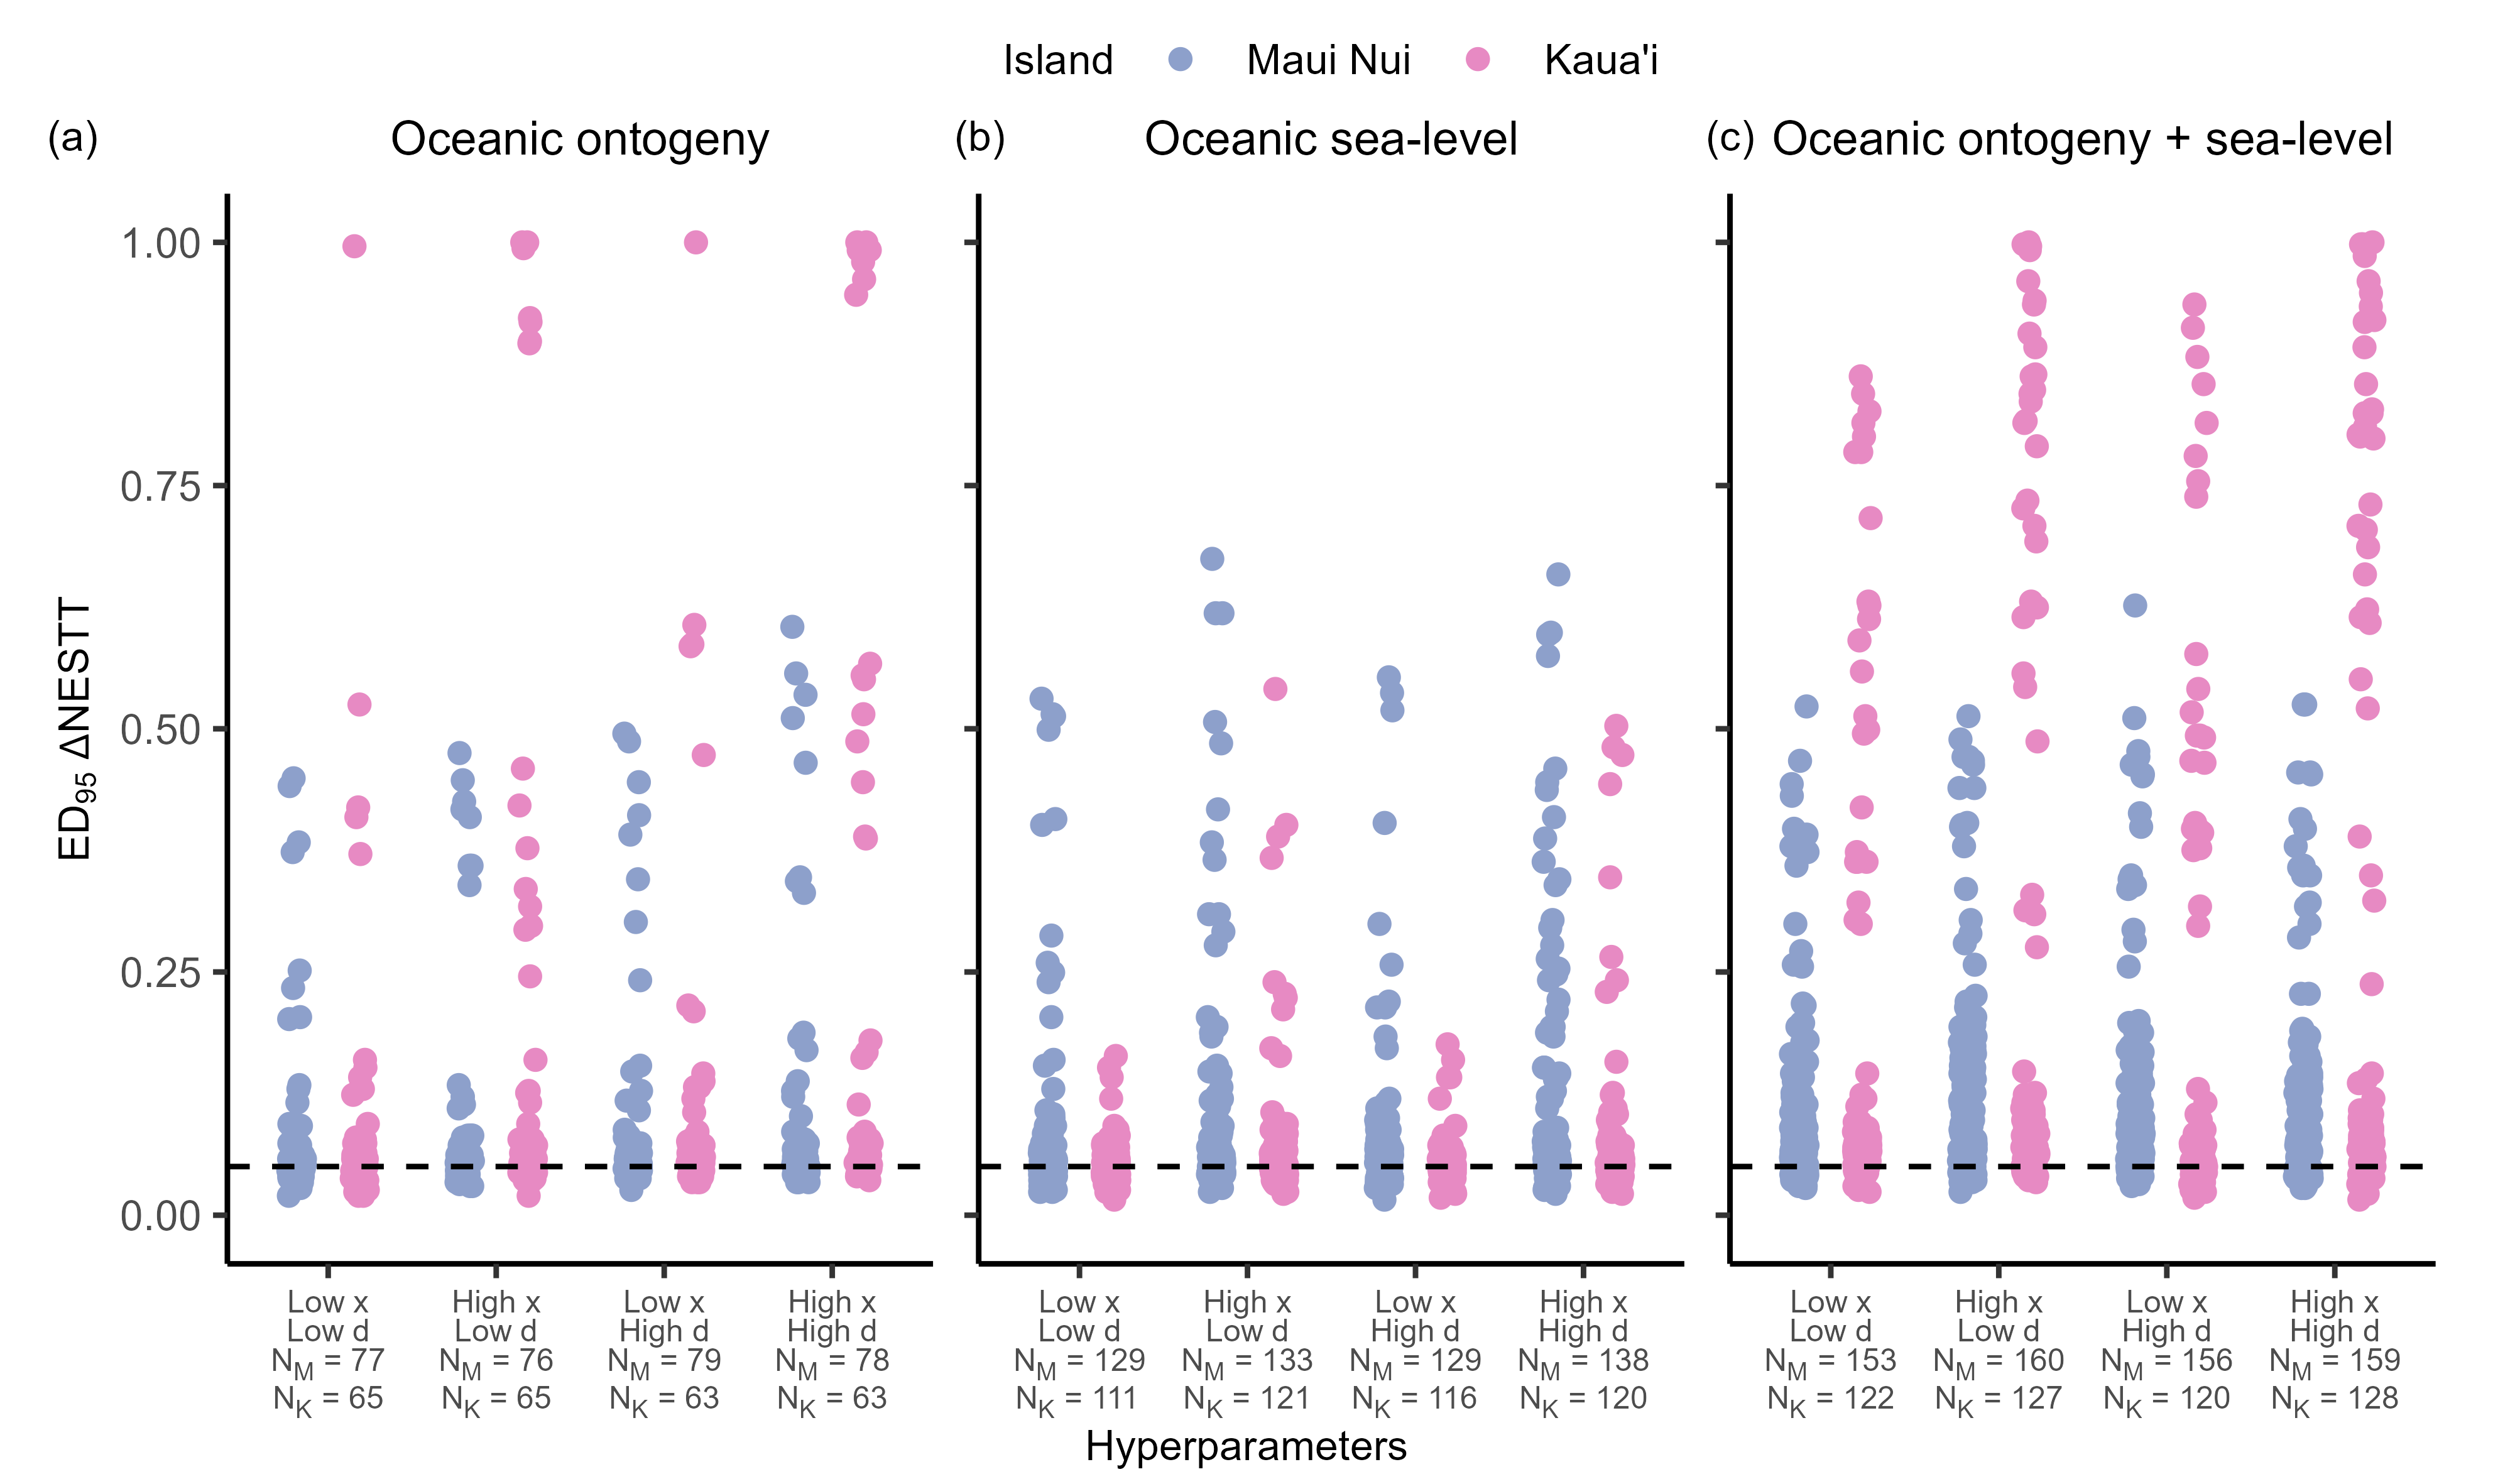 Island Maui Nui Kaua'i
(a) Oceanic ontogeny
(b) Oceanic sea-level
(c) Oceanic ontogeny + sea-level
ED95 ΔNESTT
1.00
0.75
0.50
0.25
0.00
Low x
Low d
NM = 77
NK = 65
High x
Low d
NM = 76
NK = 65
Low x
High d
NM = 79
NK = 63
High x
High d
NM = 78
NK = 63
Low x
Low d
NM = 129
NK = 111
High x
Low d
NM = 133
NK = 121
Low x
High d
NM = 129
NK = 116
High x
High d
NM = 138
NK = 120
Low x
Low d
NM = 153
NK = 122
High x
Low d
NM = 160
NK = 127
Low x
High d
NM = 156
NK = 120
High x
High d
NM = 159
NK = 128
Hyperparameters